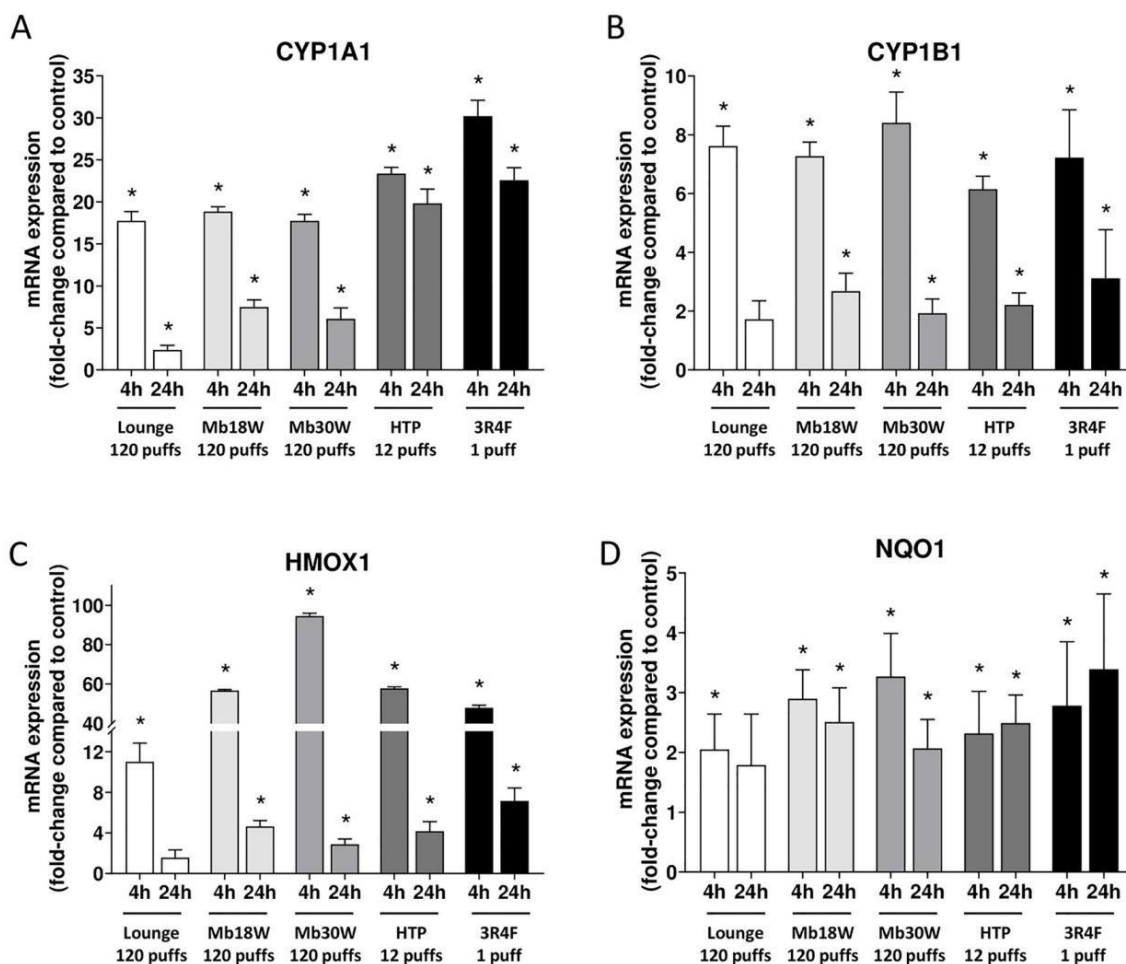 A
CYP1A1
mRNA expression
(fold-change compared to control)
35
30
25
20
15
10
5
0
* * * * * * * * * *
4h 24h 4h 24h 4h 24h 4h 24h 4h 24h
Lounge Mb18W Mb30W HTP 3R4F
120 puffs 120 puffs 120 puffs 12 puffs 1 puff
B
CYP1B1
mRNA expression
(fold-change compared to control)
10
8
6
4
2
0
* * * * * * * * *
4h 24h 4h 24h 4h 24h 4h 24h 4h 24h
Lounge Mb18W Mb30W HTP 3R4F
120 puffs 120 puffs 120 puffs 12 puffs 1 puff
C
HMOX1
mRNA expression
(fold-change compared to control)
100
80
60
40
12
8
4
0
* * * * * * * * *
4h 24h 4h 24h 4h 24h 4h 24h 4h 24h
Lounge Mb18W Mb30W HTP 3R4F
120 puffs 120 puffs 120 puffs 12 puffs 1 puff
D
NQO1
mRNA expression
(fold-change compared to control)
5
4
3
2
1
0
* * * * * * * * *
4h 24h 4h 24h 4h 24h 4h 24h 4h 24h
Lounge Mb18W Mb30W HTP 3R4F
120 puffs 120 puffs 120 puffs 12 puffs 1 puff